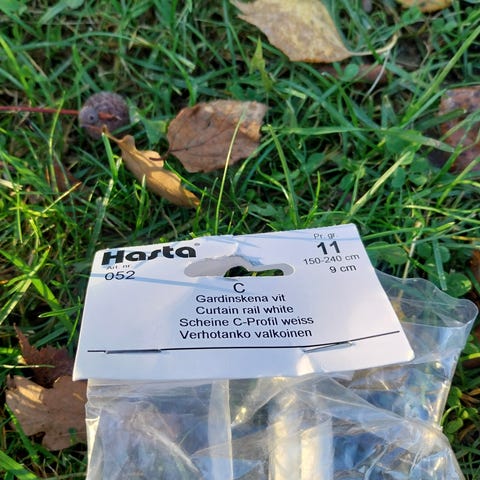 Hasta®
Art. nr.
052
Pr. gr.
11
150-240 cm
9 cm
C
Gardinskena vit
Curtain rail white
Scheine C-Profil weiss
Verhotanko valkoinen